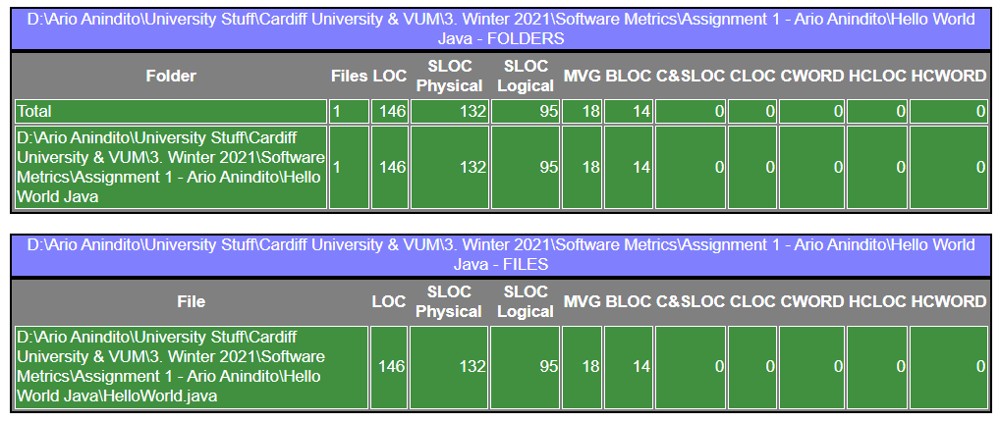 D:\Ario Anindito\University Stuff\Cardiff University & VUM\3. Winter 2021\Software Metrics\Assignment 1 - Ario Anindito\Hello World
Java - FOLDERS
Folder Files LOC SLOC Physical SLOC Logical MVG BLOC C&SLOC CLOC CWORD HCLOC HCWORD
Total 1 146 132 95 18 14 0 0 0 0 0
D:\Ario Anindito\University Stuff\Cardiff
University & VUM\3. Winter 2021\Software
Metrics\Assignment 1 - Ario Anindito\Hello
World Java
1 146 132 95 18 14 0 0 0 0 0
D:\Ario Anindito\University Stuff\Cardiff University & VUM\3. Winter 2021\Software Metrics\Assignment 1 - Ario Anindito\Hello World
Java - FILES
File LOC SLOC Physical SLOC Logical MVG BLOC C&SLOC CLOC CWORD HCLOC HCWORD
D:\Ario Anindito\University Stuff\Cardiff
University & VUM\3. Winter 2021\Software
Metrics\Assignment 1 - Ario Anindito\Hello
World Java\HelloWorld.java
146 132 95 18 14 0 0 0 0 0